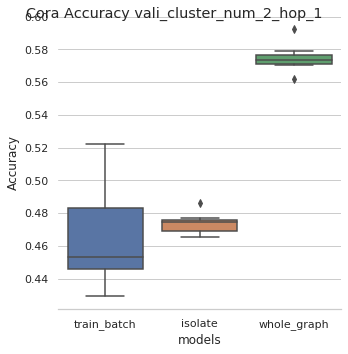 Cora Accuracy vali_cluster_num_2_hop_1
0.60
0.58
0.56
0.54
0.52
0.50
0.48
0.46
0.44
Accuracy
train_batch
isolate
whole_graph
models